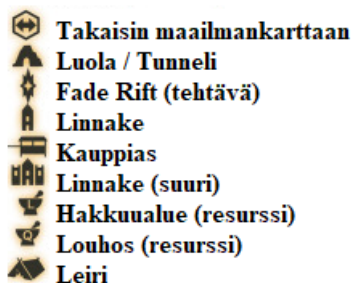 Takaisin maailmankarttaan
Luola / Tunneli
Fade Rift (tehtävä)
Linnake
Kauppias
Linnake (suuri)
L Hakkuualue (resurssi)
Q Louhos (resurssi)
Leiri